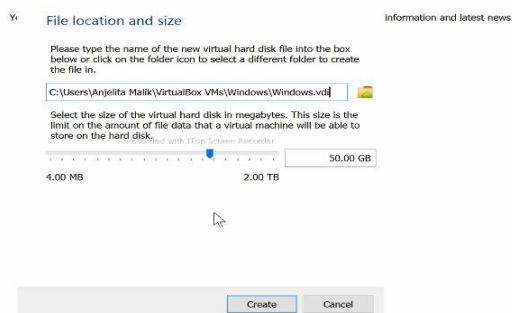 information and latest news
File location and size
Please type the name of the new virtual hard disk file into the box
below or click on the folder icon to select a different folder to create
the file in.
C:\Users\Anjelita Malik\VirtualBox VMs\Windows\Windows.vdi
Select the size of the virtual hard disk in megabytes. This size is the
limit on the amount of file data that a virtual machine will be able to
store on the hard disk.
Recorded with iTop Screen Recorder
50.00 GB
4.00 MB 2.00 TB
Create Cancel